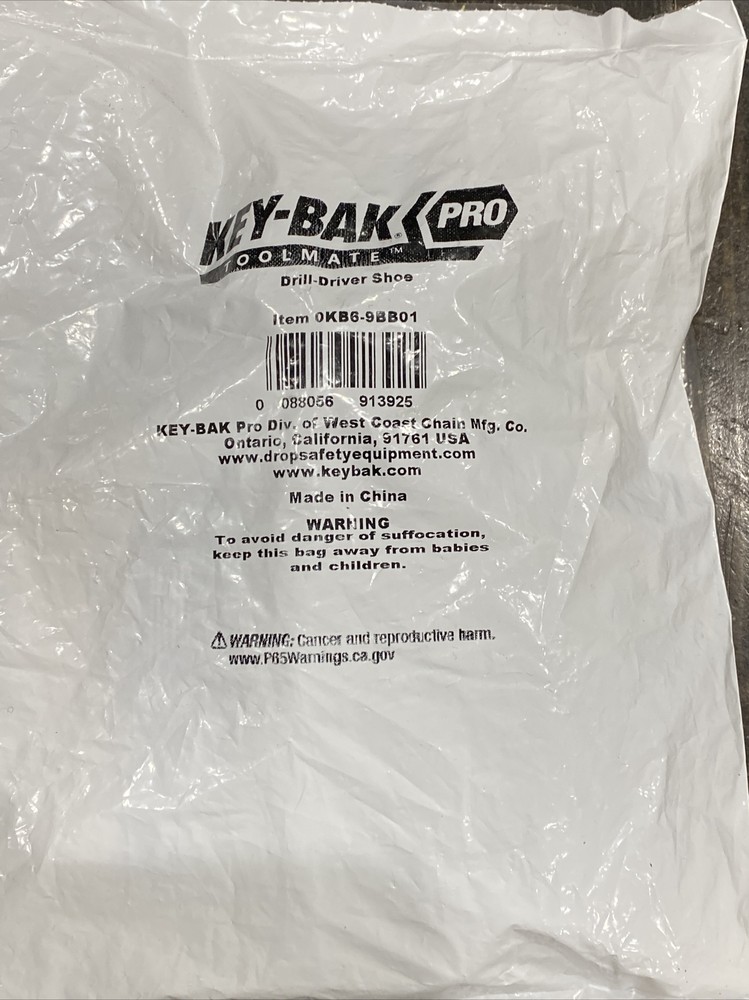 KEY-BAK PRO
TOOLMATE™
Drill-Driver Shoe
Item 0KB6-9BB01
0 088056 913925
KEY-BAK Pro Div. of West Coast Chain Mfg. Co.
Ontario, California, 91761 USA
www.dropsafetyequipment.com
www.keybak.com
Made in China
WARNING
To avoid danger of suffocation,
keep this bag away from babies
and children.
⚠ WARNING: Cancer and reproductive harm.
www.P65Warnings.ca.gov